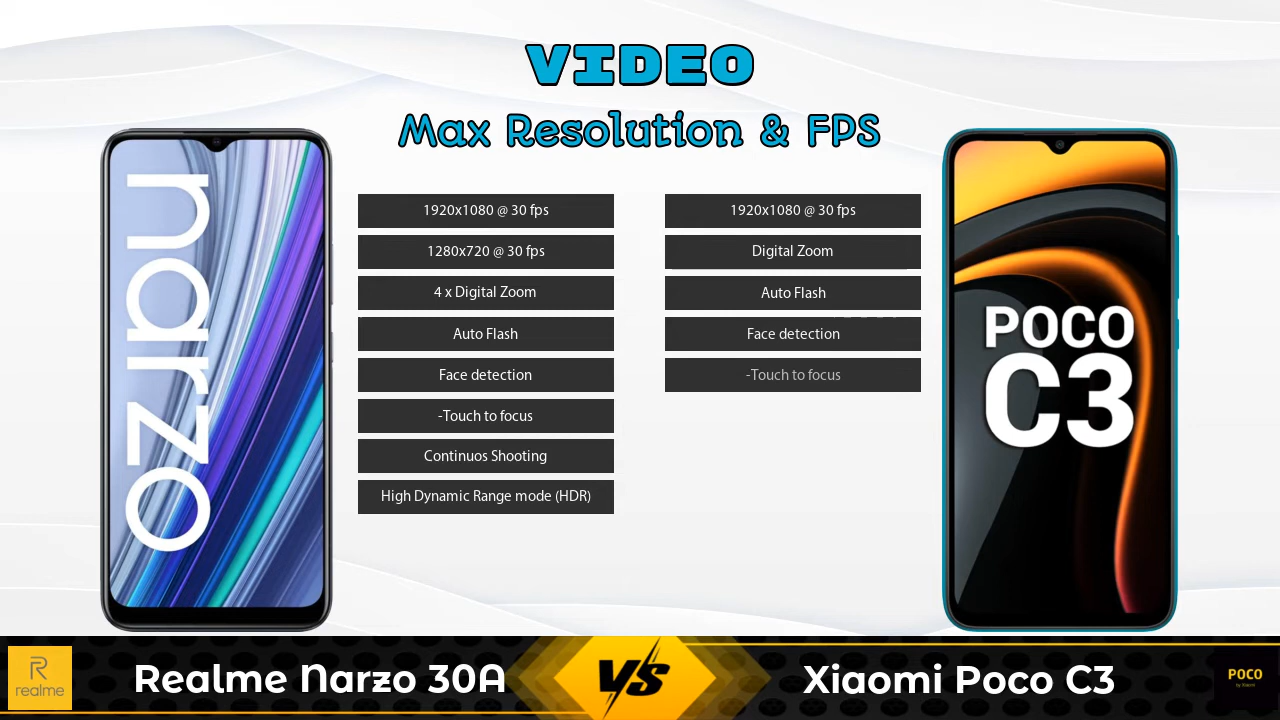 VIDEO
Max Resolution & FPS
narzo
1920x1080 @ 30 fps
1280x720 @ 30 fps
4 x Digital Zoom
Auto Flash
Face detection
-Touch to focus
Continuos Shooting
High Dynamic Range mode (HDR)
1920x1080 @ 30 fps
Digital Zoom
Auto Flash
Face detection
-Touch to focus
POCO
C3
realme
Realme Narzo 30A
VS
Xiaomi Poco C3
POCO
by Xiaomi